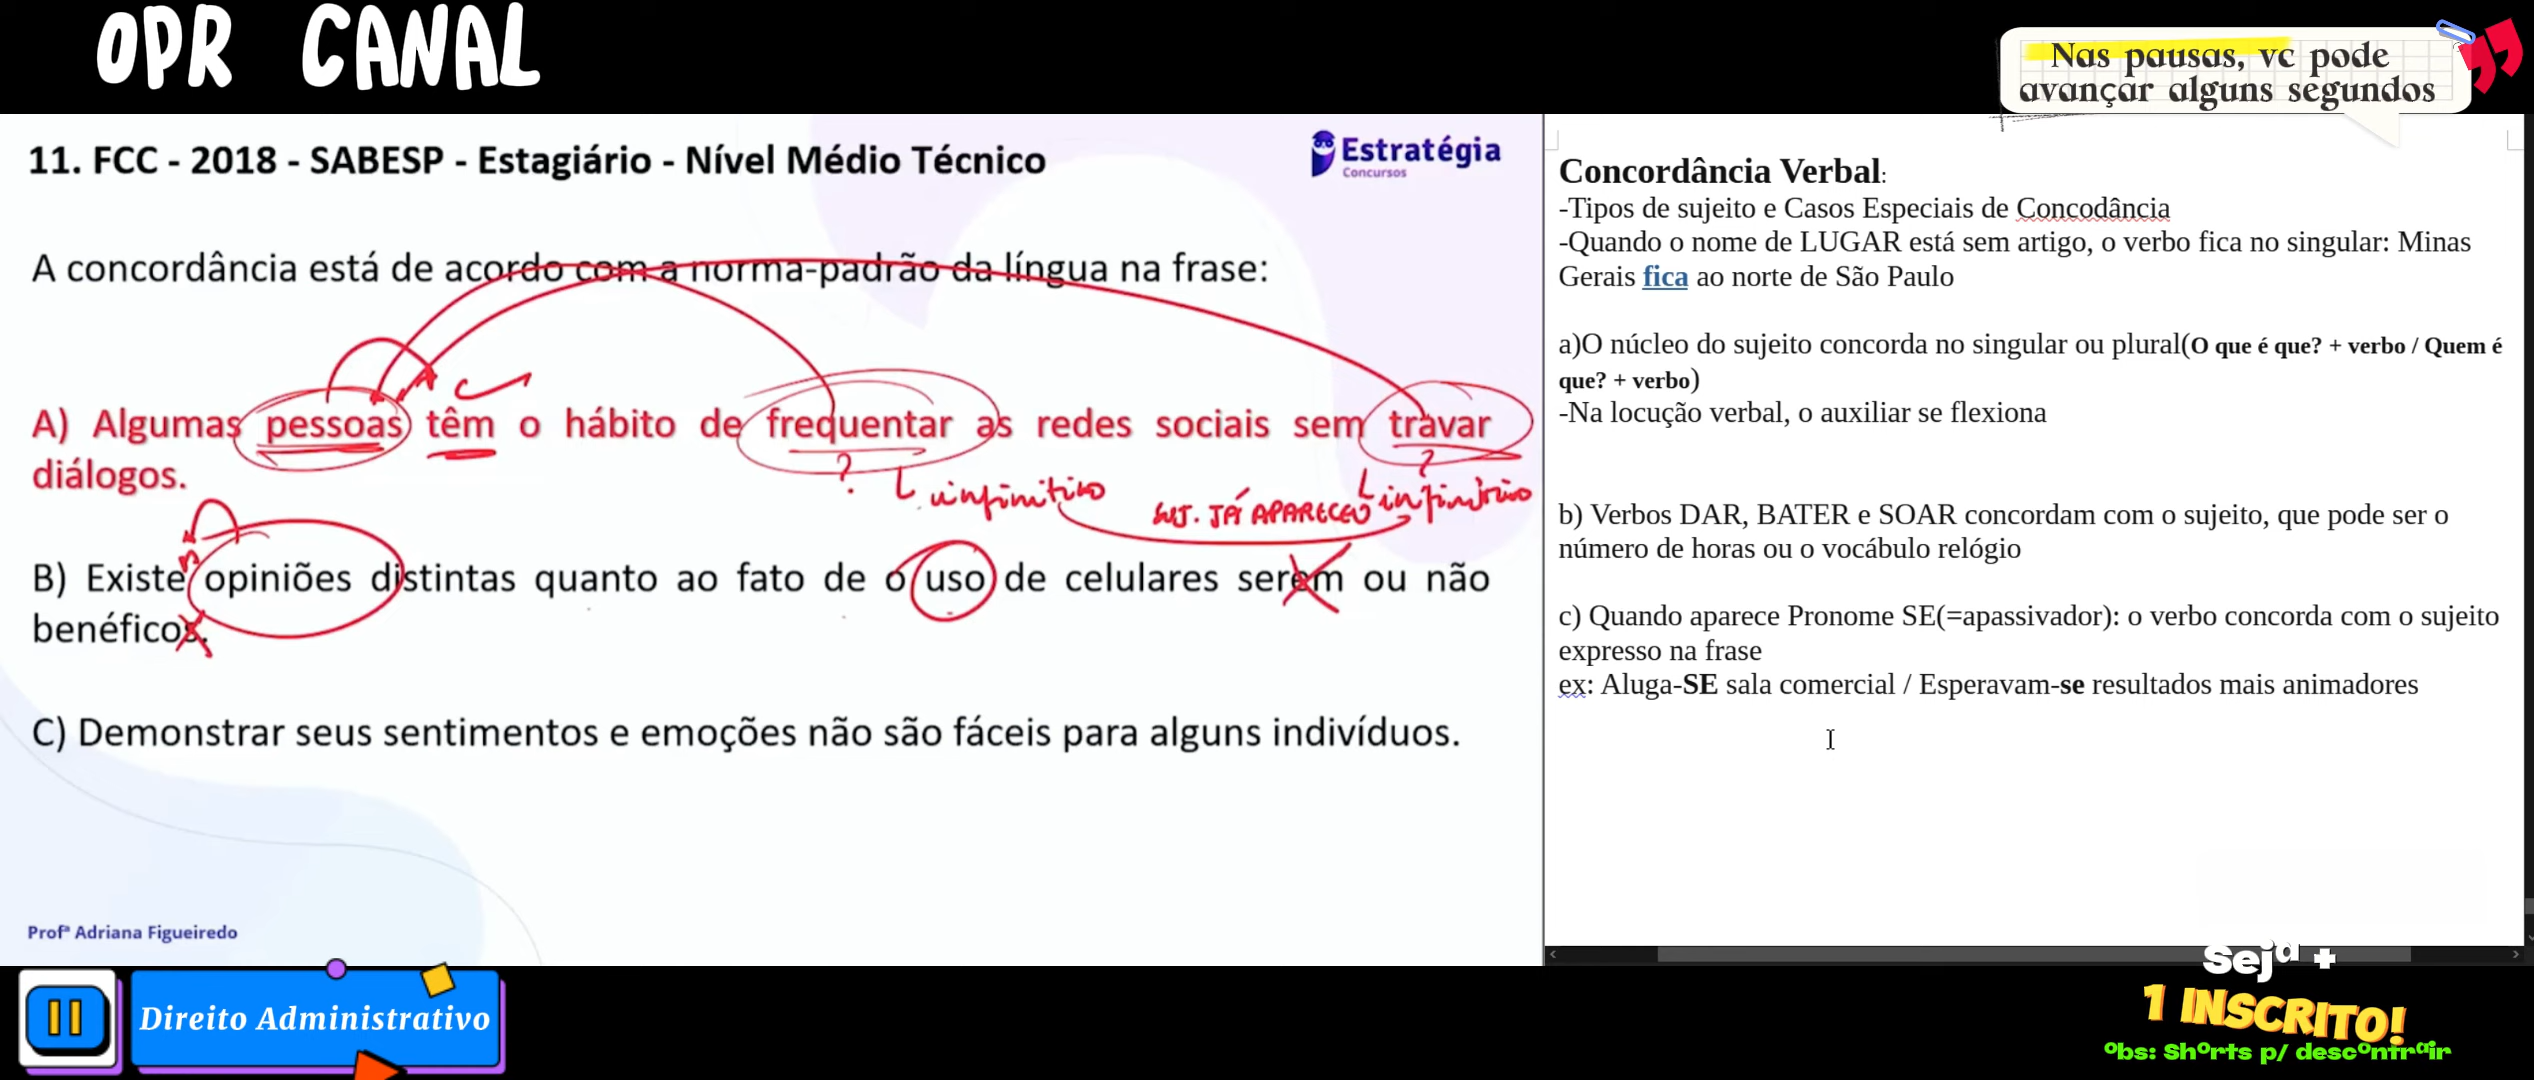 OPR CANAL
Nas pausas, vc pode
avançar alguns segundos
11. FCC - 2018 - SABESP - Estagiário - Nível Médio Técnico
Estratégia
Concursos
A concordância está de acordo com a norma-padrão da língua na frase:
A) Algumas pessoas têm o hábito de frequentar as redes sociais sem travar
diálogos.
? infinitivo suj. já apareceu ? infinitivo
B) Existe opiniões distintas quanto ao fato de o uso de celulares serem ou não
m
benéficos.
C) Demonstrar seus sentimentos e emoções não são fáceis para alguns indivíduos.
Profª Adriana Figueiredo
Concordância Verbal:
-Tipos de sujeito e Casos Especiais de Concodância
-Quando o nome de LUGAR está sem artigo, o verbo fica no singular: Minas
Gerais fica ao norte de São Paulo
a)O núcleo do sujeito concorda no singular ou plural(O que é que? + verbo / Quem é
que? + verbo)
-Na locução verbal, o auxiliar se flexiona
b) Verbos DAR, BATER e SOAR concordam com o sujeito, que pode ser o
número de horas ou o vocábulo relógio
c) Quando aparece Pronome SE(=apassivador): o verbo concorda com o sujeito
expresso na frase
ex: Aluga-SE sala comercial / Esperavam-se resultados mais animadores
Direito Administrativo
Seja +
1 INSCRITO!
obs: Shorts p/ descontrair